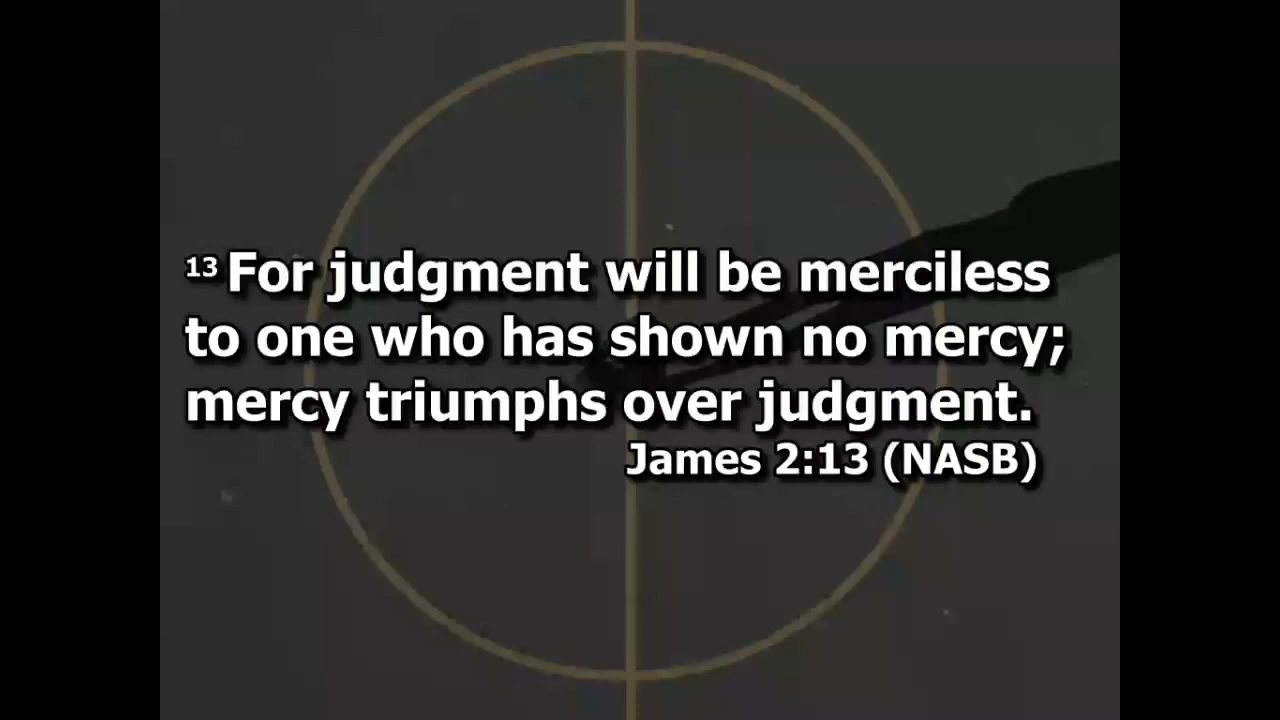 13 For judgment will be merciless
to one who has shown no mercy;
mercy triumphs over judgment.
James 2:13 (NASB)